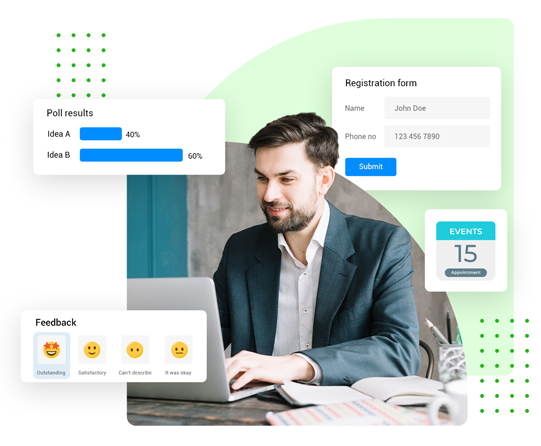 Poll results
Idea A 40%
Idea B 60%
Registration form
Name John Doe
Phone no 123 456 7890
Submit
EVENTS
15
Appointment
Feedback
Outstanding Satisfactory Can't describe It was okay